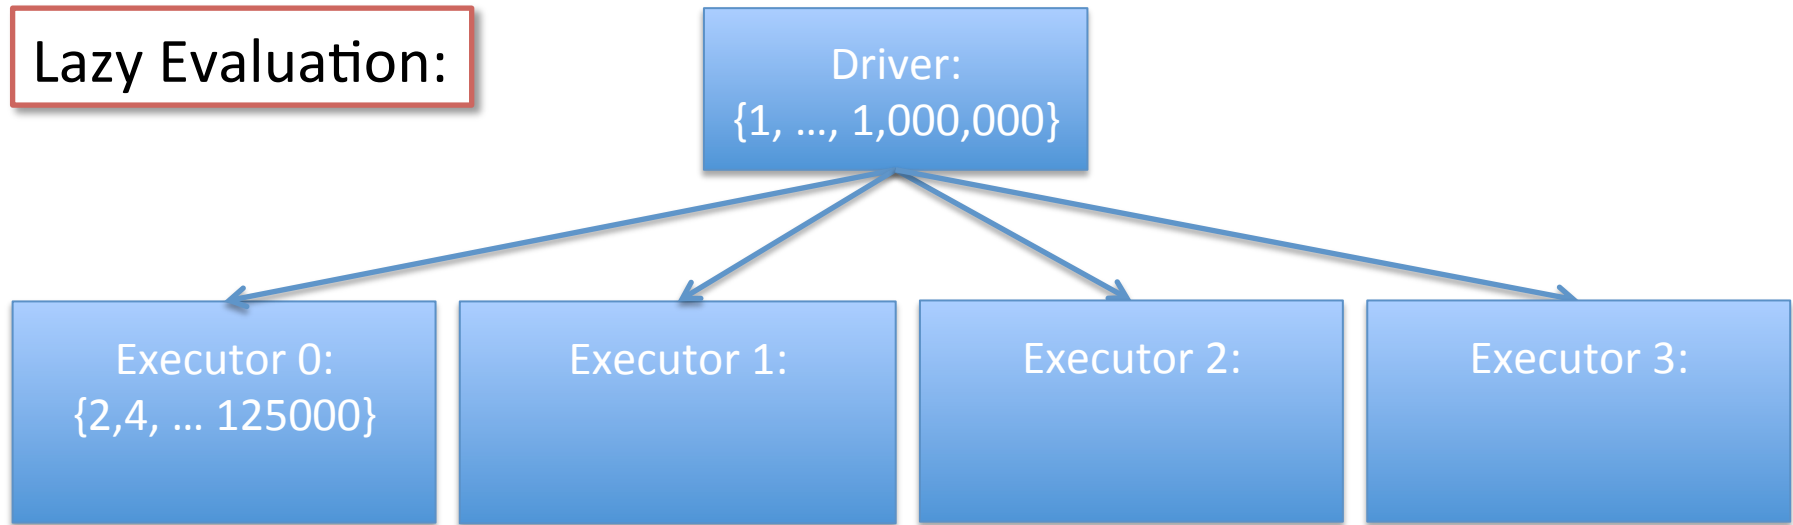 Lazy Evaluation:
Driver:
{1, …, 1,000,000}
Executor 0:
{2,4, … 125000}
Executor 1:
Executor 2:
Executor 3: